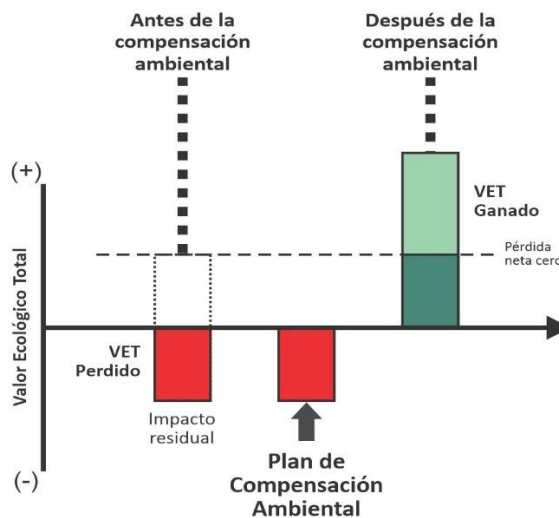 Antes de la
compensación
ambiental
Después de la
compensación
ambiental
(+)
VET
Ganado
Pérdida
neta cero
Valor Ecológico Total
VET
Perdido
Impacto
residual
Plan de
Compensación
Ambiental
(-)